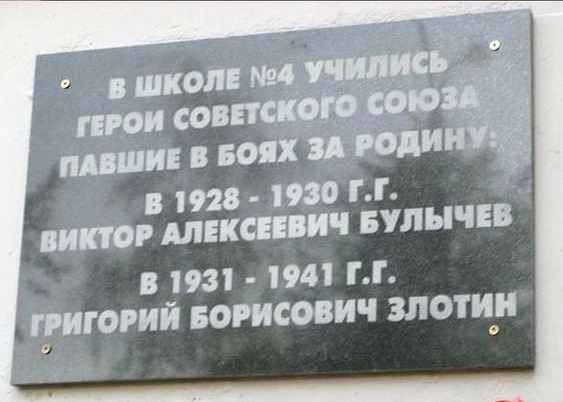 В ШКОЛЕ №4 УЧИЛИСЬ
ГЕРОИ СОВЕТСКОГО СОЮЗА
ПАВШИЕ В БОЯХ ЗА РОДИНУ:
В 1928 - 1930 Г.Г.
ВИКТОР АЛЕКСЕЕВИЧ БУЛЫЧЕВ
В 1931 - 1941 Г.Г.
ГРИГОРИЙ БОРИСОВИЧ ЗЛОТИН